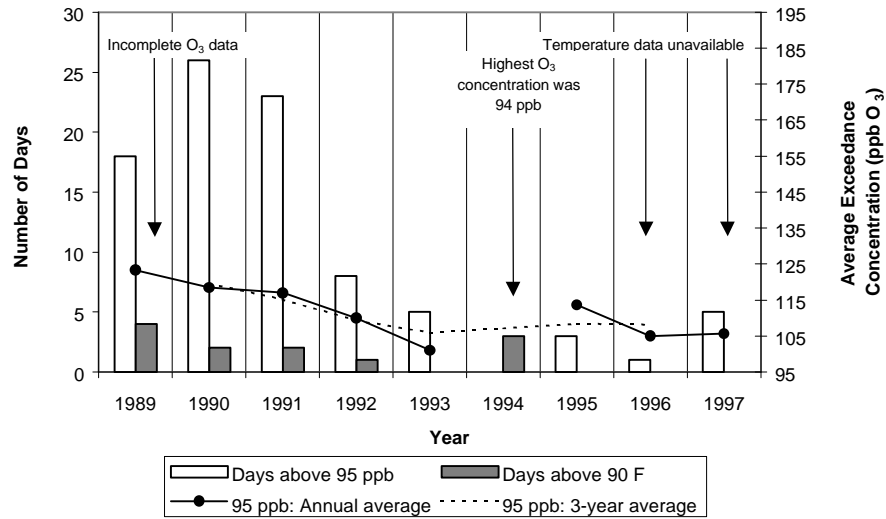 30
25
20
15
10
5
0
Number of Days
Incomplete O₃ data
Highest O₃
concentration was
94 ppb
Temperature data unavailable
195
185
175
165
155
145
135
125
115
105
95
Average Exceedance
Concentration (ppb O ₃)
1989 1990 1991 1992 1993 1994 1995 1996 1997
Year
Days above 95 ppb Days above 90 F
95 ppb: Annual average 95 ppb: 3-year average